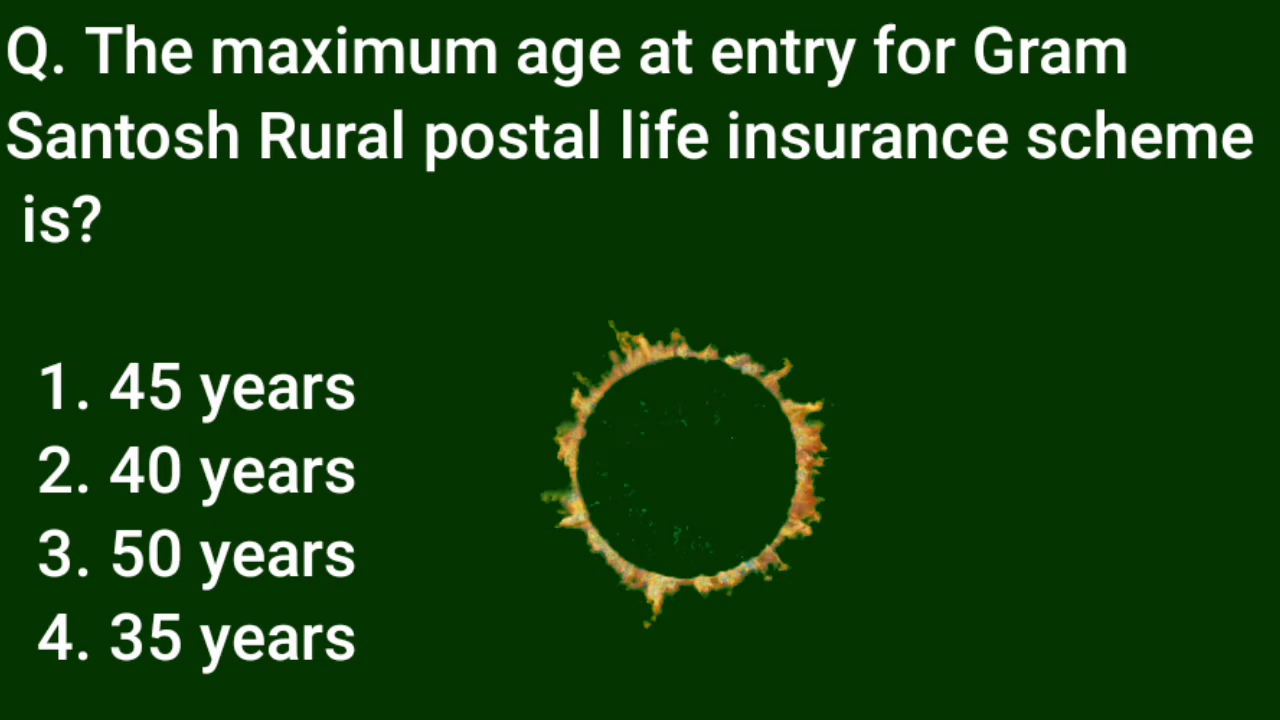 Q. The maximum age at entry for Gram
Santosh Rural postal life insurance scheme
is?
1. 45 years
2. 40 years
3. 50 years
4. 35 years